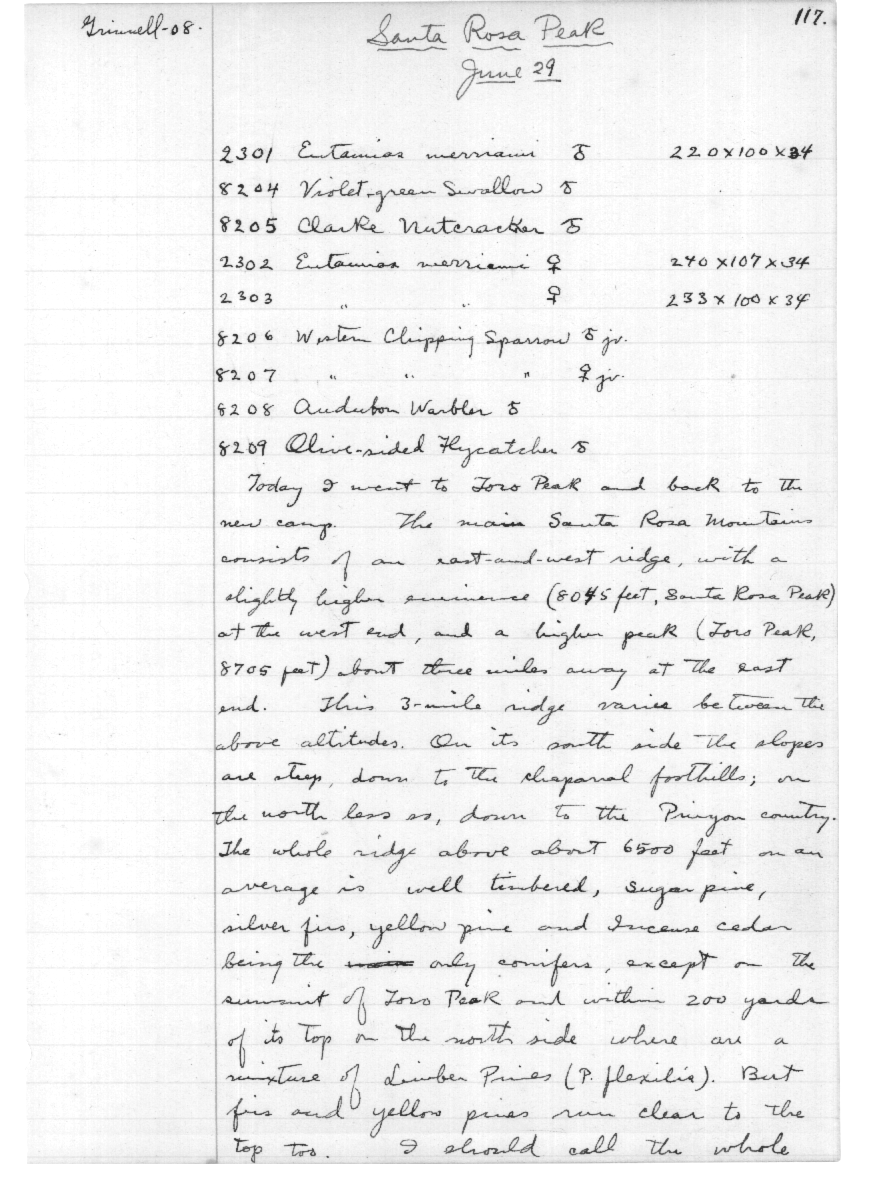 Grinnell-08.
117.
Santa Rosa Peak
June 29
2301 Eutamias merriami ♂ 220 x 100 x 34
8204 Violet-green Swallow ♂
8205 Clarke Nutcracker ♂
2302 Eutamias merriami ♀ 240 x 107 x 34
2303 " " ♀ 233 x 100 x 34
8206 Western Chipping Sparrow ♂ jv.
8207 " " " ♀ jv.
8208 Audubon Warbler ♂
8209 Olive-sided Flycatcher ♂
Today I went to Toro Peak and back to the
new camp. The main Santa Rosa Mountains
consists of an east-and-west ridge, with a
slightly higher eminence (8045 feet, Santa Rosa Peak)
at the west end, and a higher peak (Toro Peak,
8705 feet) about three miles away at the east
end. This 3-mile ridge varies between the
above altitudes. On its south side the slopes
are steep, down to the chaparral foothills; on
the north less so, down to the Pinyon country.
The whole ridge above about 6500 feet on an
average is well timbered, sugar pine,
silver firs, yellow pine and Incense cedar
being the main only conifers, except on the
summit of Toro Peak and within 200 yards
of its top on the north side where are a
mixture of Limber Pines (P. flexilis). But
firs and yellow pines run clear to the
top too. I should call the whole